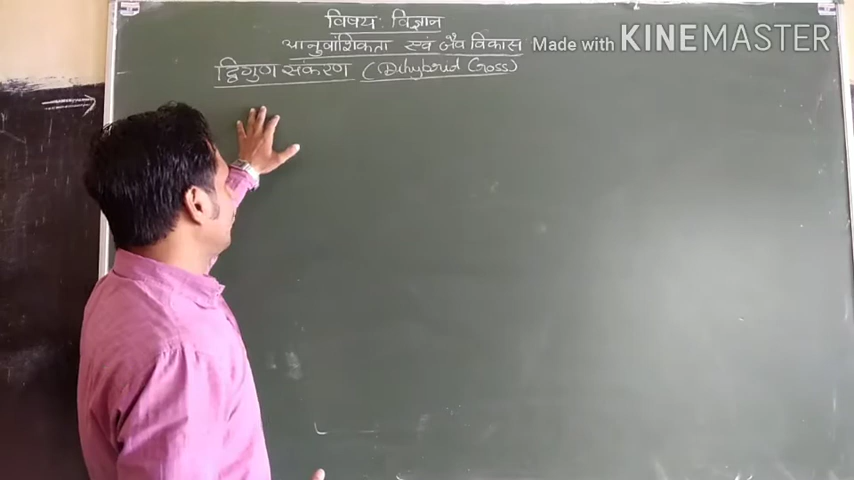 विषय: विज्ञान
आनुवांशिकता एवं जैव विकास
Made with KINEMASTER
द्विगुण संकरण (Dihybrid Cross)